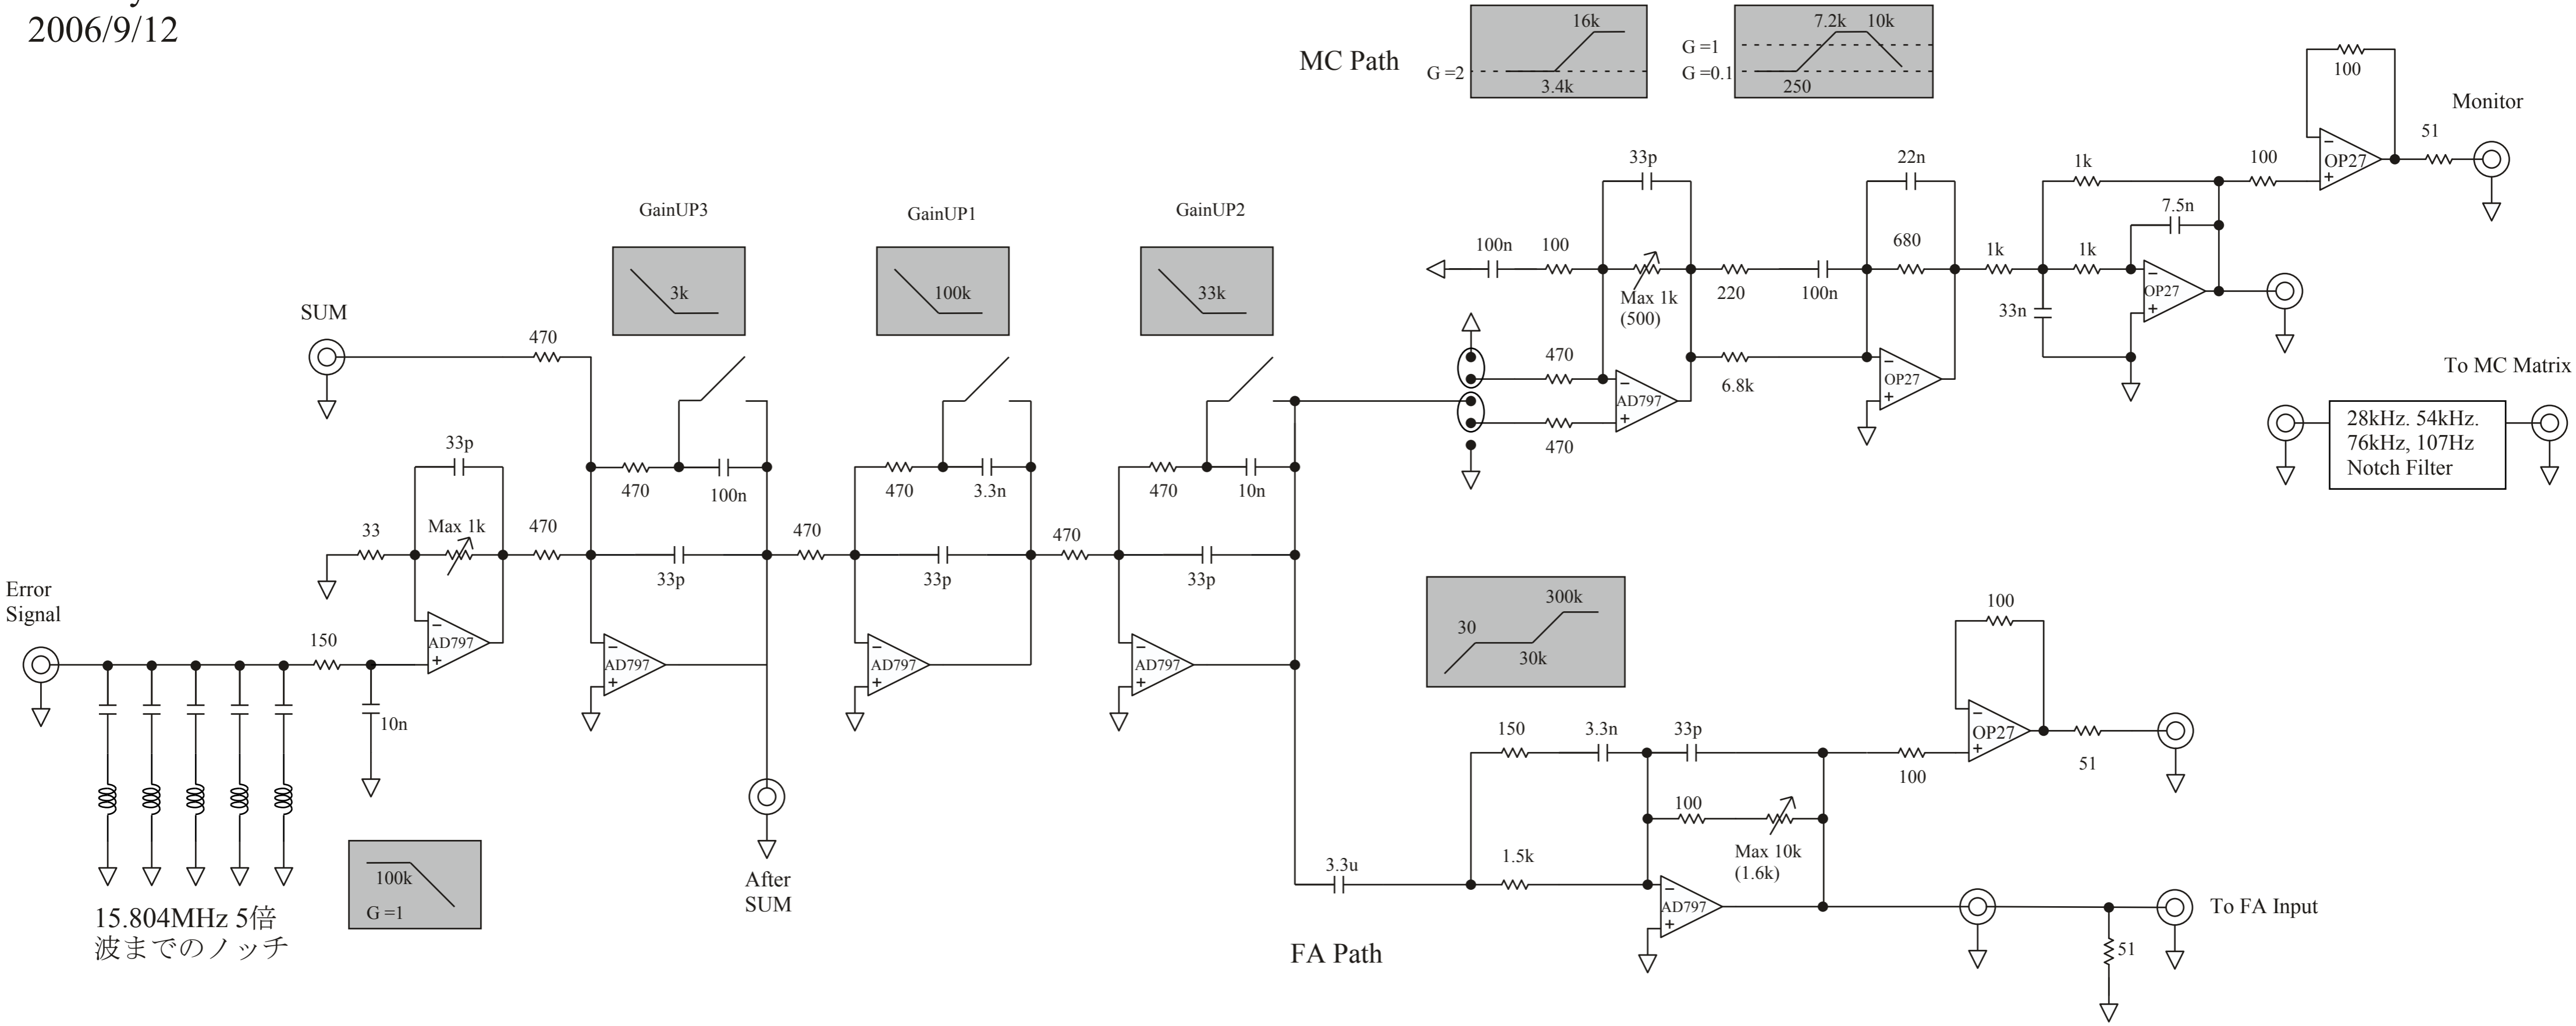 2006/9/12
MC Path
16k
G =2
3.4k
7.2k 10k
G =1
G =0.1
250
100
Monitor
51
OP27
−
+
33p
22n
1k
100
7.5n
GainUP3
GainUP1
GainUP2
3k
100k
33k
100n
100
Max 1k
(500)
220
100n
680
1k
1k
33n
OP27
−
+
SUM
470
470
6.8k
470
AD797
−
+
OP27
−
+
To MC Matrix
28kHz. 54kHz.
76kHz, 107Hz
Notch Filter
33p
470
100n
470
3.3n
470
10n
33
Max 1k
470
33p
470
33p
470
33p
Error
Signal
150
AD797
−
+
10n
AD797
−
+
AD797
−
+
AD797
−
+
30
300k
30k
100
150
3.3n
33p
100
OP27
−
+
51
100
Max 10k
(1.6k)
3.3u
1.5k
AD797
−
+
To FA Input
51
FA Path
100k
G =1
After
SUM
15.804MHz 5倍
波までのノッチ